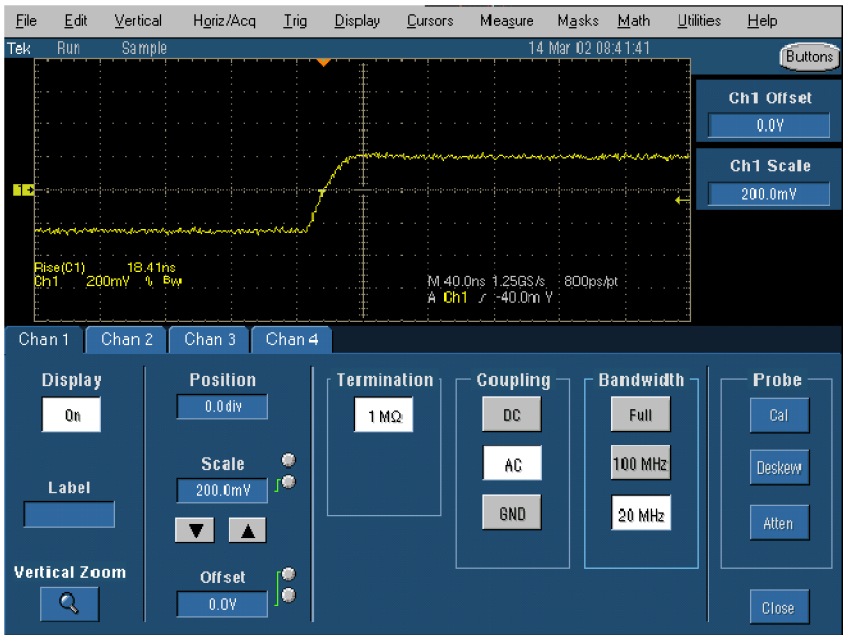 File Edit Vertical Horiz/Acq Trig Display Cursors Measure Masks Math Utilities Help
Tek Run Sample 14 Mar 02 08:41:41
Buttons
Ch1 Offset
0.0V
Ch1 Scale
200.0mV
1
Rise(C1) 18.41ns
Ch1 200mV ∿ Bw
M 40.0ns 1.25GS/s 800ps/pt
A Ch1 ∕ -40.0mV
Chan 1 Chan 2 Chan 3 Chan 4
Display
On
Label
Vertical Zoom
Position
0.0div
Scale
200.0mV
Offset
0.0V
Termination
1 MΩ
Coupling
DC
AC
GND
Bandwidth
Full
100 MHz
20 MHz
Probe
Cal
Deskew
Atten
Close